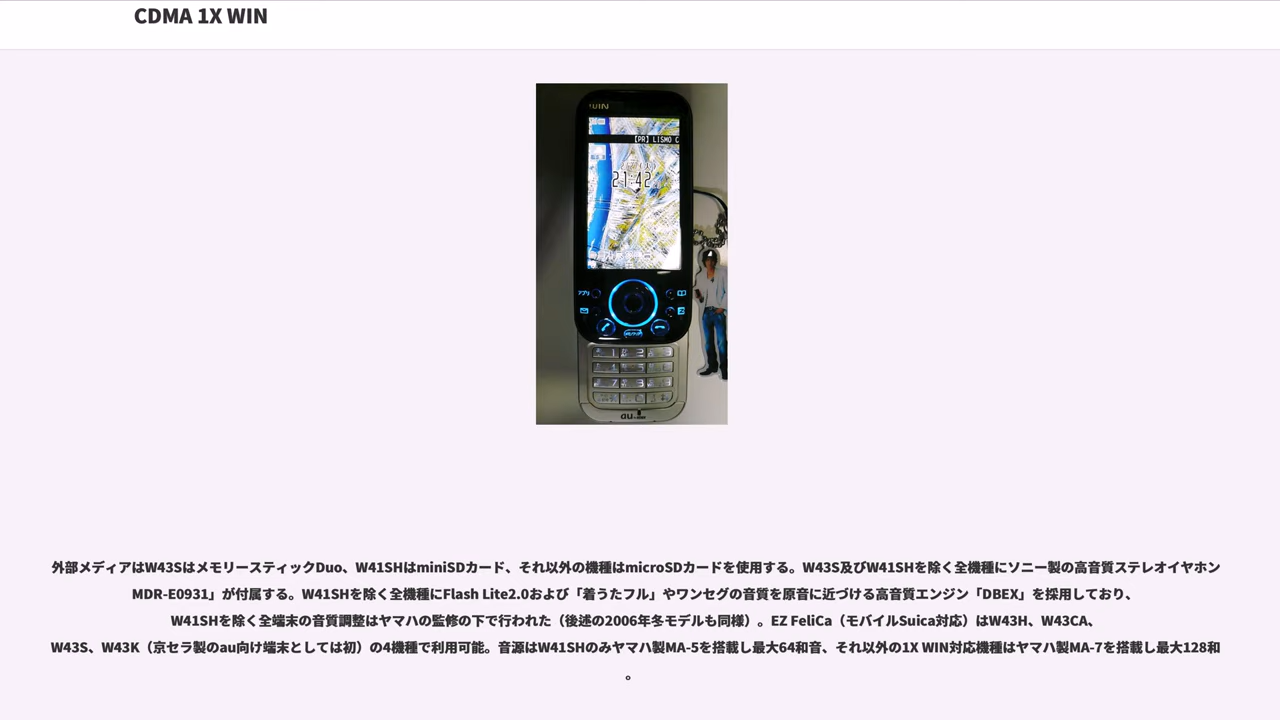 CDMA 1X WIN
WIN
【PR】LISMO C
21:42
アプリ
au
外部メディアはW43SはメモリースティックDuo、W41SHはminiSDカード、それ以外の機種はmicroSDカードを使用する。W43S及びW41SHを除く全機種にソニー製の高音質ステレオイヤホン
MDR-E0931」が付属する。W41SHを除く全機種にFlash Lite2.0および「着うたフル」やワンセグの音質を原音に近づける高音質エンジン「DBEX」を採用しており、
W41SHを除く全端末の音質調整はヤマハの監修の下で行われた（後述の2006年冬モデルも同様）。EZ FeliCa（モバイルSuica対応）はW43H、W43CA、
W43S、W43K（京セラ製のau向け端末としては初）の4機種で利用可能。音源はW41SHのみヤマハ製MA-5を搭載し最大64和音、それ以外の1X WIN対応機種はヤマハ製MA-7を搭載し最大128和
。